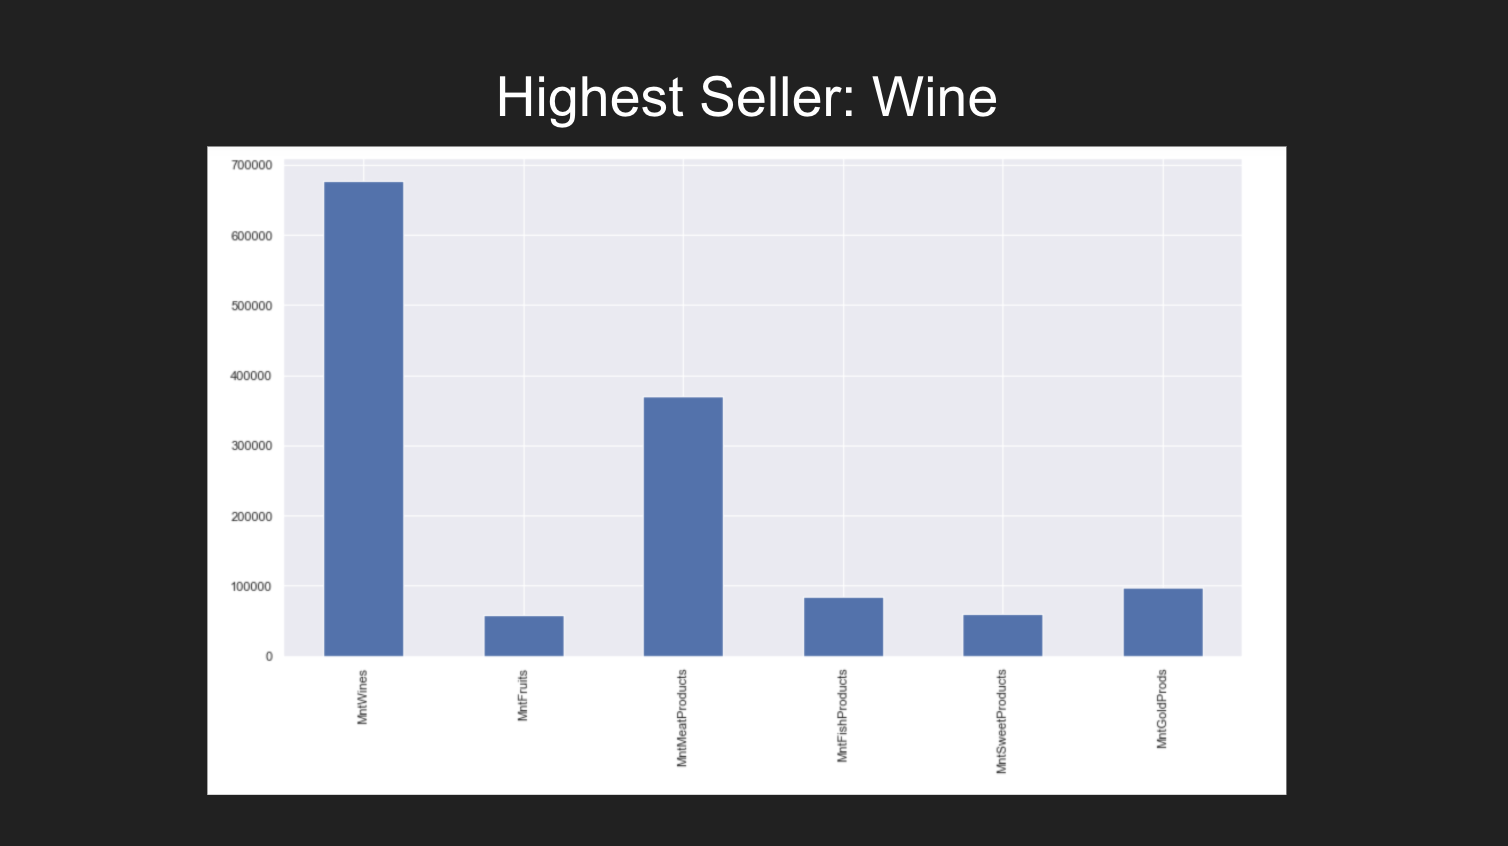 Highest Seller: Wine
700000
600000
500000
400000
300000
200000
100000
0
MntWines
MntFruits
MntMeatProducts
MntFishProducts
MntSweetProducts
MntGoldProds